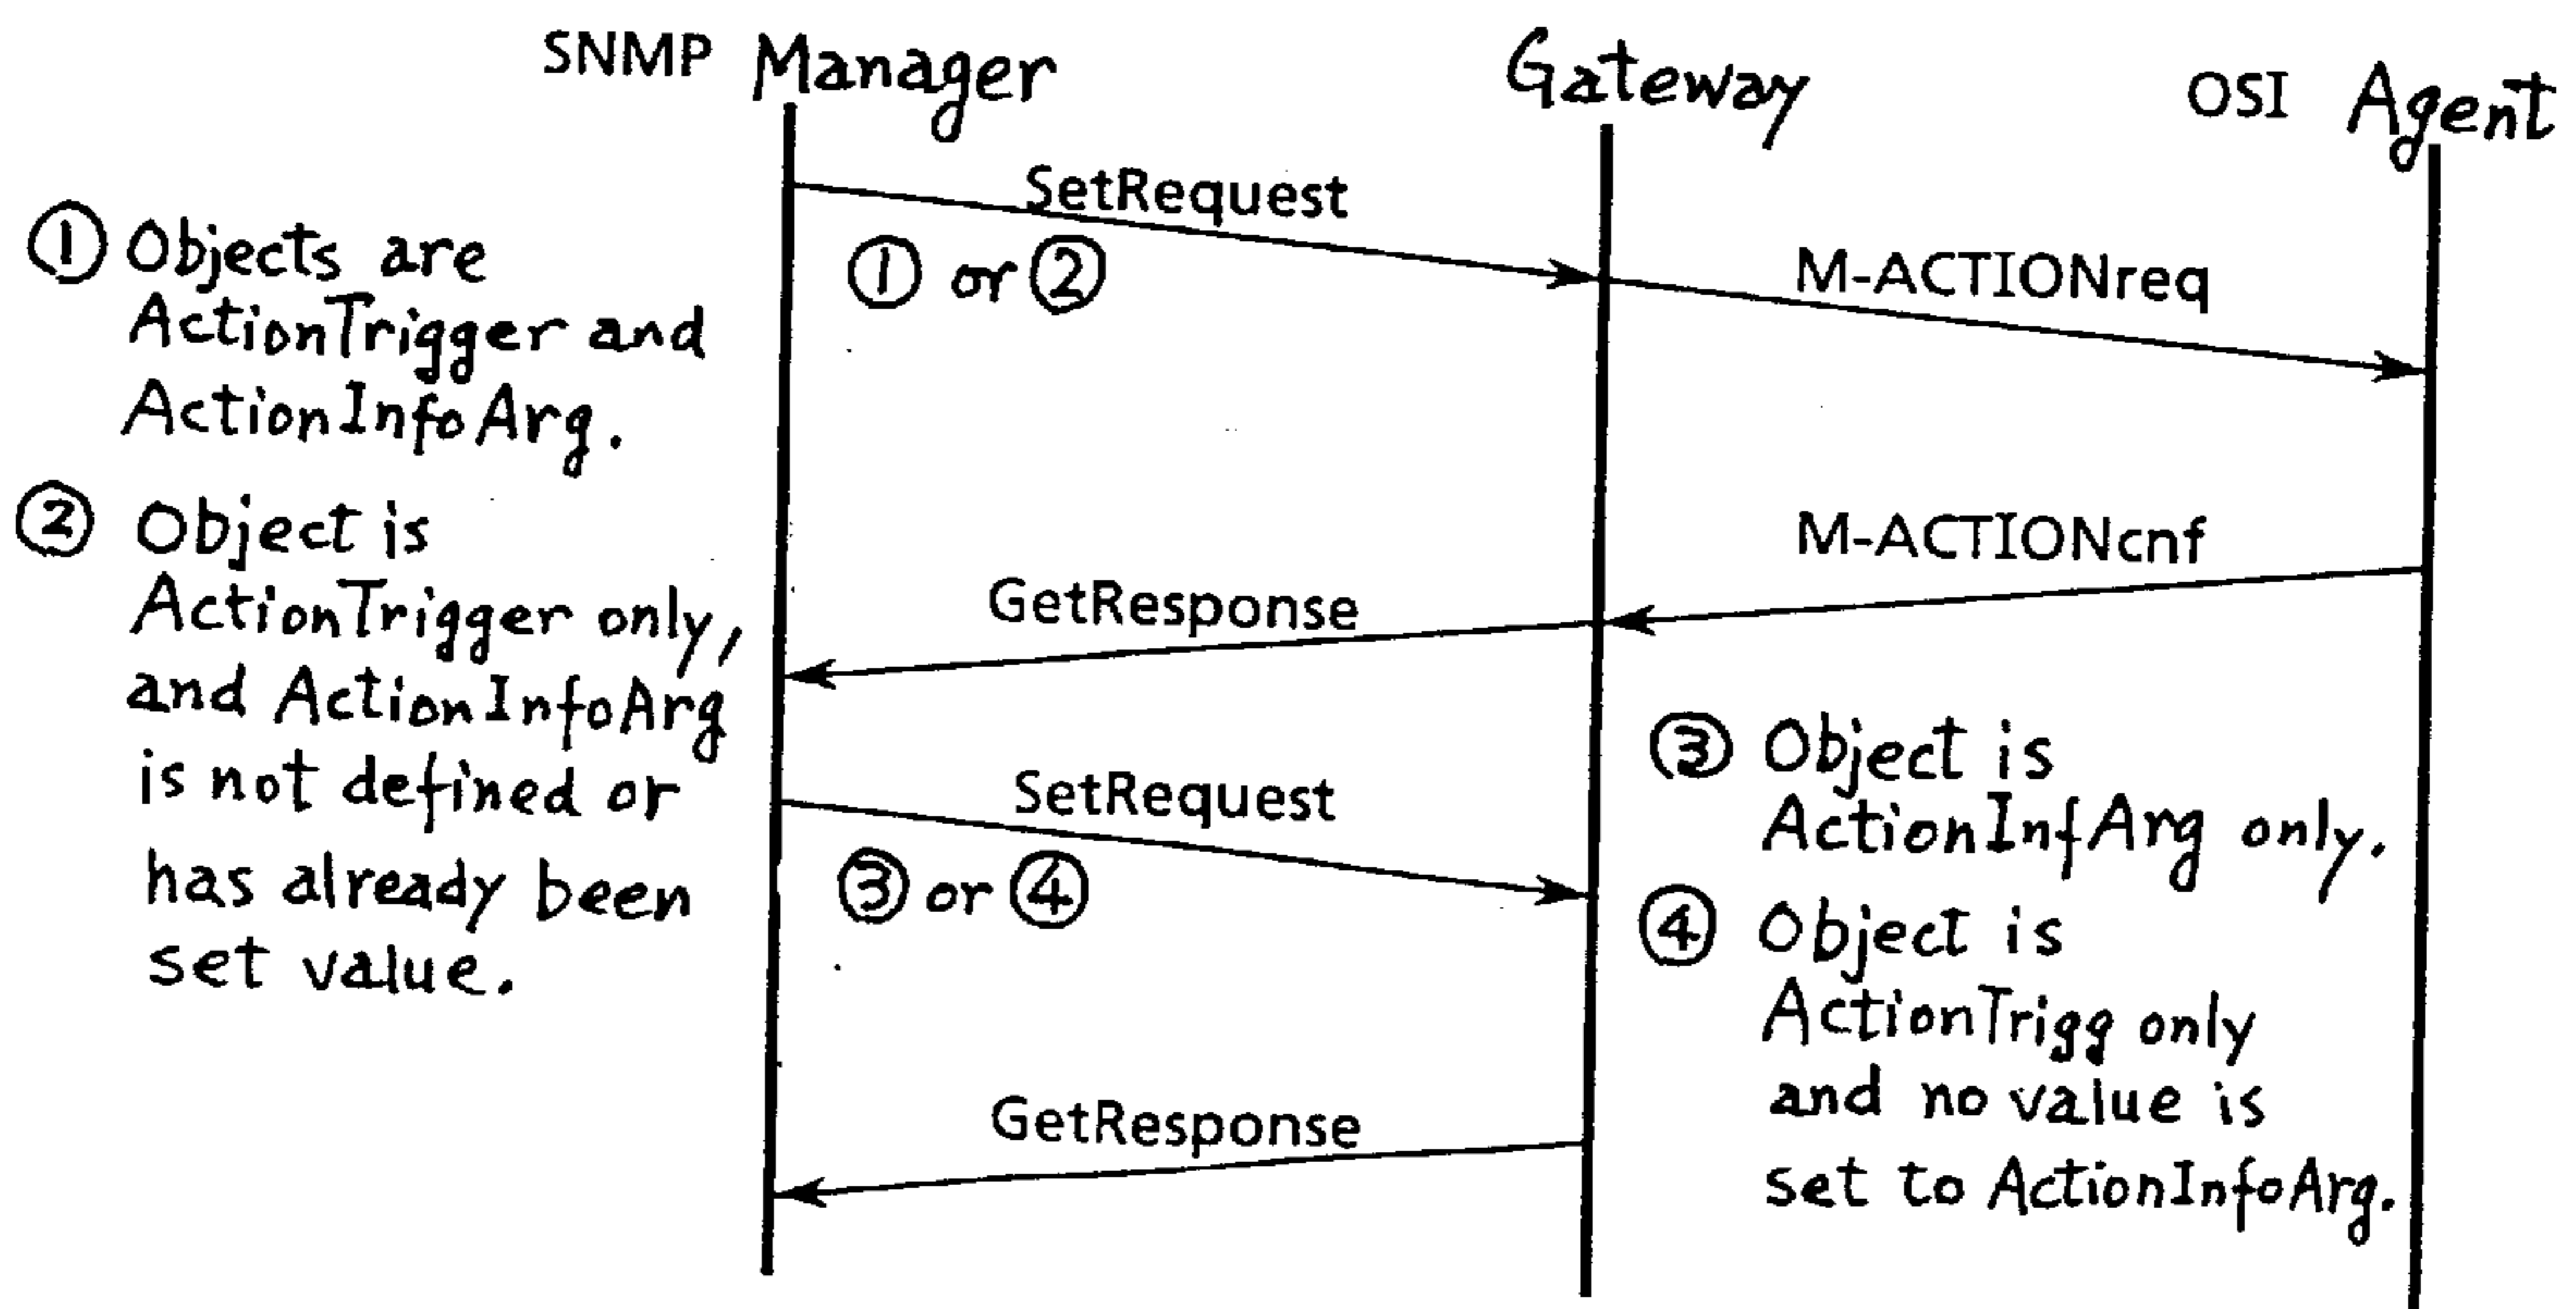 SNMP Manager
Gateway
OSI Agent
SetRequest
① or ②
M-ACTIONreq
① Objects are
ActionTrigger and
ActionInfoArg.
② Object is
ActionTrigger only,
and ActionInfoArg
is not defined or
has already been
set value.
M-ACTIONcnf
GetResponse
SetRequest
③ or ④
③ Object is
ActionInfArg only.
④ Object is
ActionTrigg only
and no value is
set to ActionInfoArg.
GetResponse